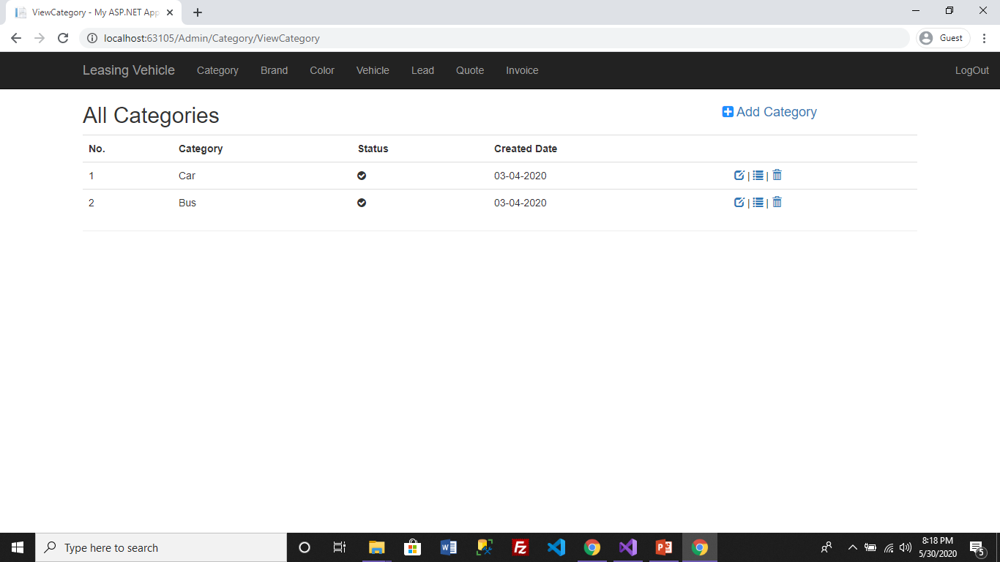 ViewCategory - My ASP.NET App
localhost:63105/Admin/Category/ViewCategory
Guest
Leasing Vehicle Category Brand Color Vehicle Lead Quote Invoice LogOut
All Categories
Add Category
No. Category Status Created Date
1 Car 03-04-2020 | |
2 Bus 03-04-2020 | |
Type here to search
8:18 PM
5/30/2020
5